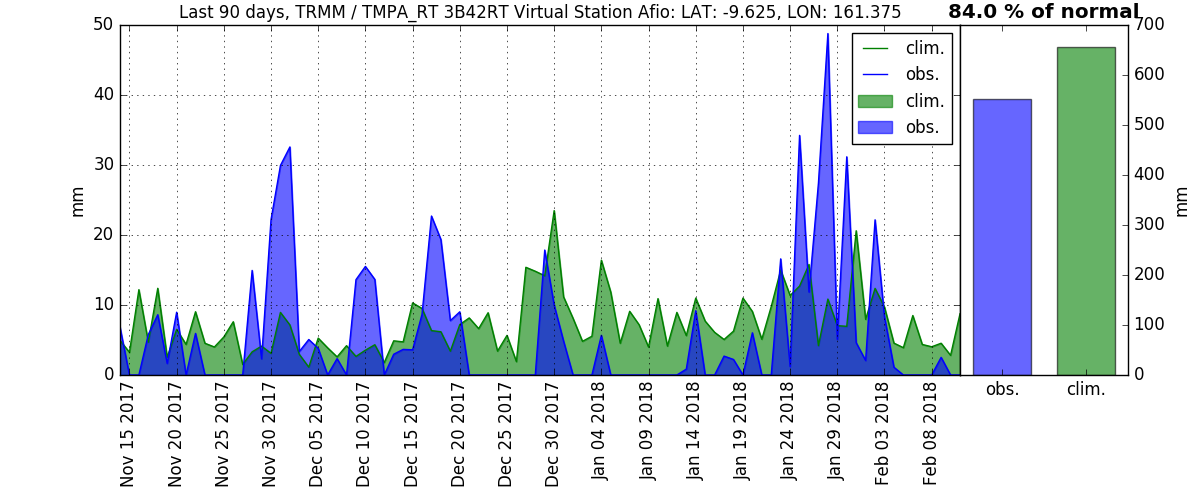 Last 90 days, TRMM / TMPA_RT 3B42RT Virtual Station Afio: LAT: -9.625, LON: 161.375
84.0 % of normal
50
40
30
20
10
0
mm
clim.
obs.
clim.
obs.
700
600
500
400
300
200
100
0
mm
obs.
clim.
Nov 15 2017
Nov 20 2017
Nov 25 2017
Nov 30 2017
Dec 05 2017
Dec 10 2017
Dec 15 2017
Dec 20 2017
Dec 25 2017
Dec 30 2017
Jan 04 2018
Jan 09 2018
Jan 14 2018
Jan 19 2018
Jan 24 2018
Jan 29 2018
Feb 03 2018
Feb 08 2018